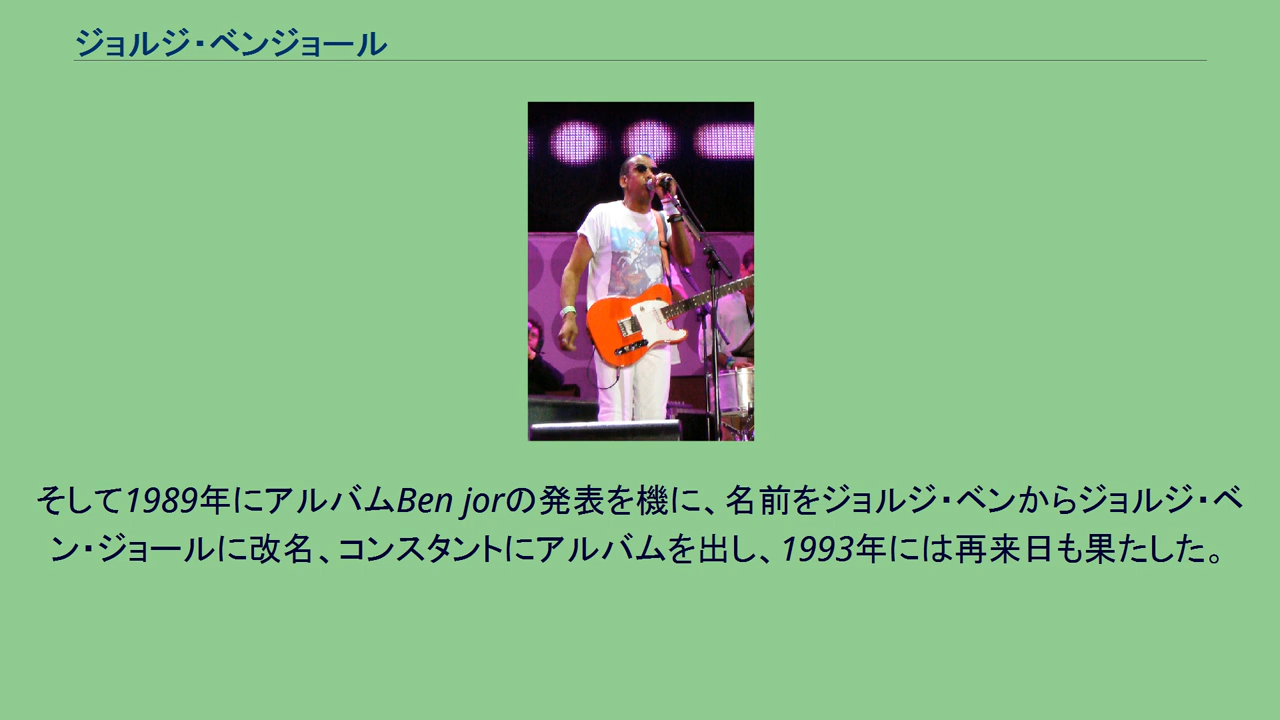 ジョルジ・ベンジョール
そして1989年にアルバムBen jorの発表を機に、名前をジョルジ・ベンからジョルジ・ベ
ン・ジョールに改名、コンスタントにアルバムを出し、1993年には再来日も果たした。